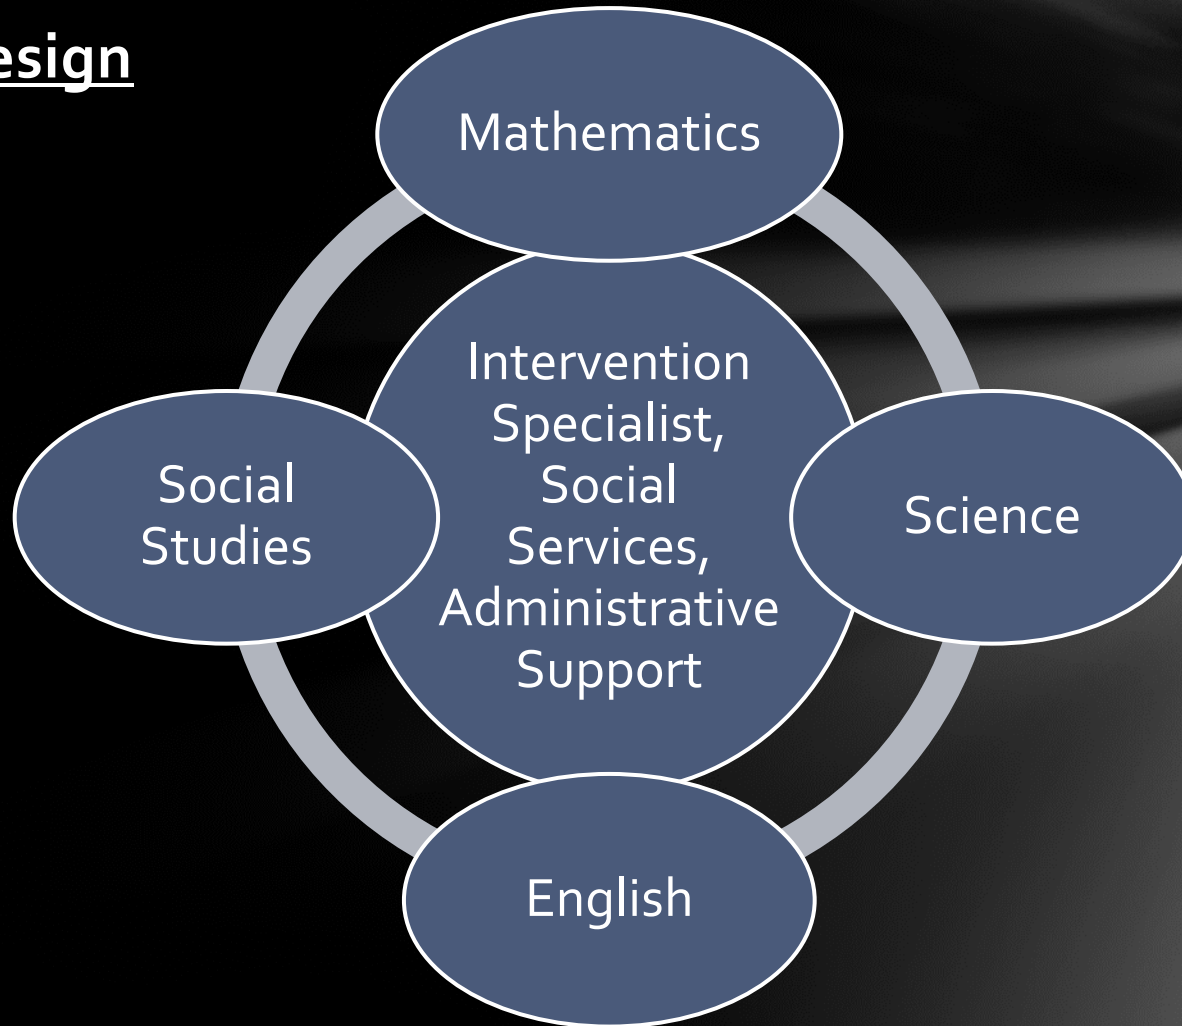 esign
Mathematics
Intervention
Specialist,
Social
Services,
Administrative
Support
Social
Studies
Science
English